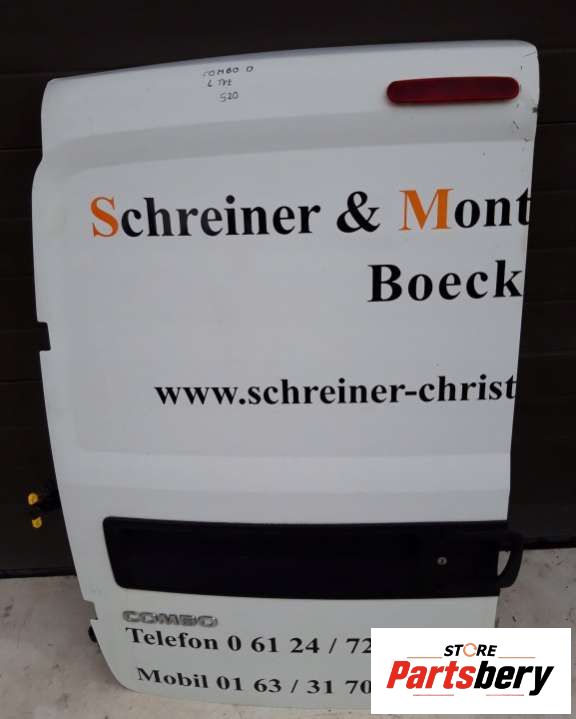 COMBO D
520
Schreiner & Mont
Boeck
www.schreiner-christ
COMBO
Telefon 0 61 24 / 72
Mobil 01 63 / 31 70
STORE
Partsbery